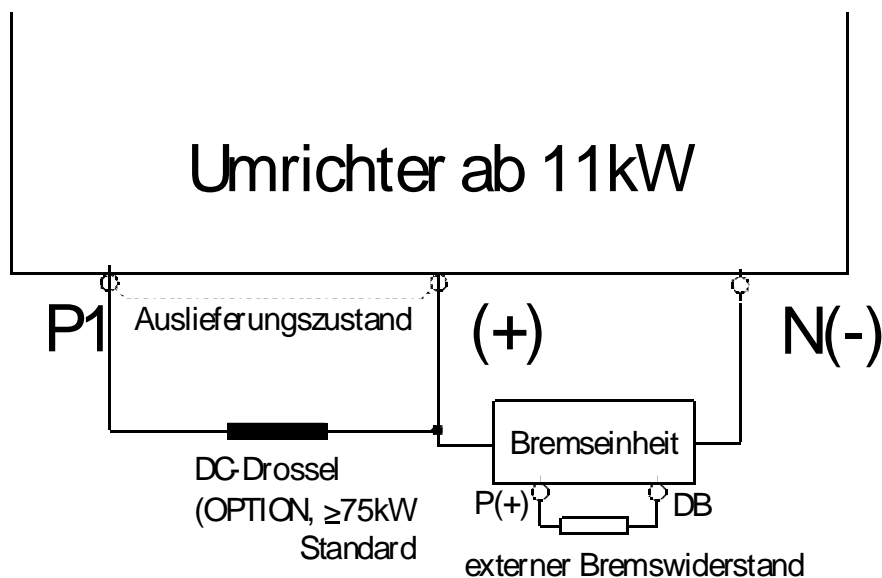 Umrichter ab 11kW
P1
Auslieferungszustand
(+)
N(-)
Bremseinheit
DC-Drossel
(OPTION, ≥75kW
Standard
P(+)
DB
externer Bremswiderstand